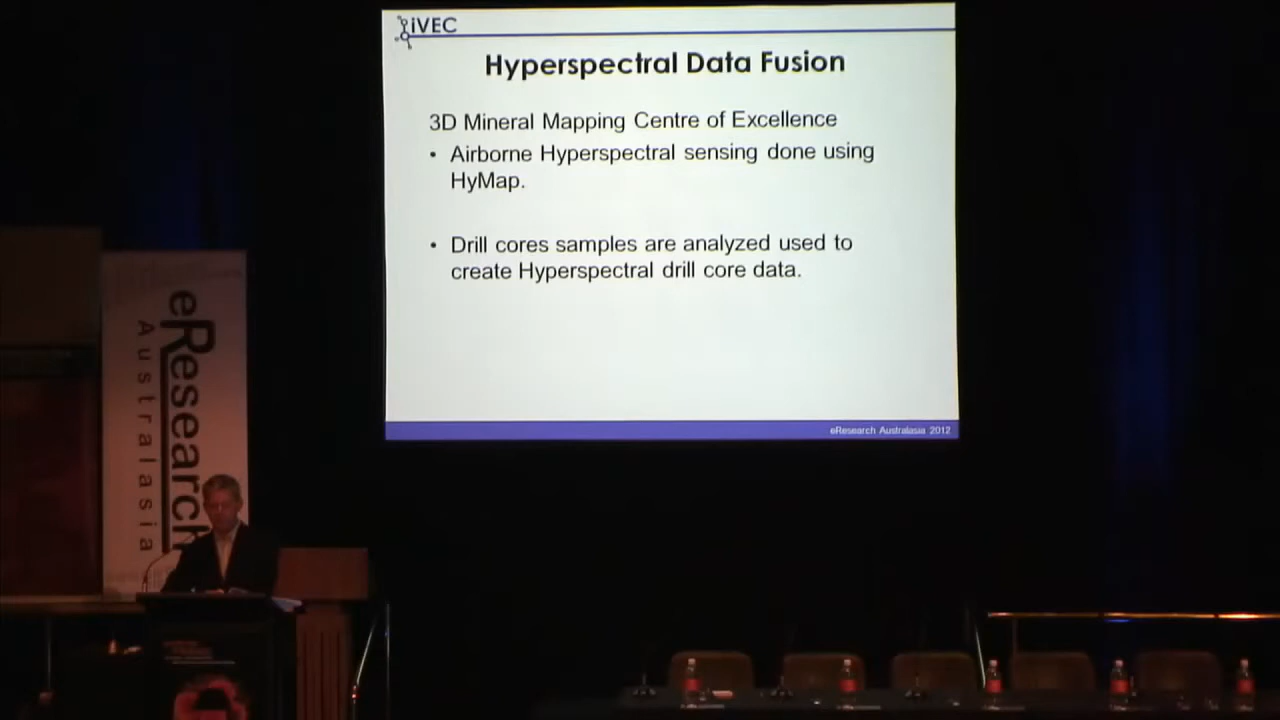 iVEC
Hyperspectral Data Fusion
3D Mineral Mapping Centre of Excellence
• Airborne Hyperspectral sensing done using
HyMap.
• Drill cores samples are analyzed used to
create Hyperspectral drill core data.
eResearch Australasia 2012
eResearch
Australasia